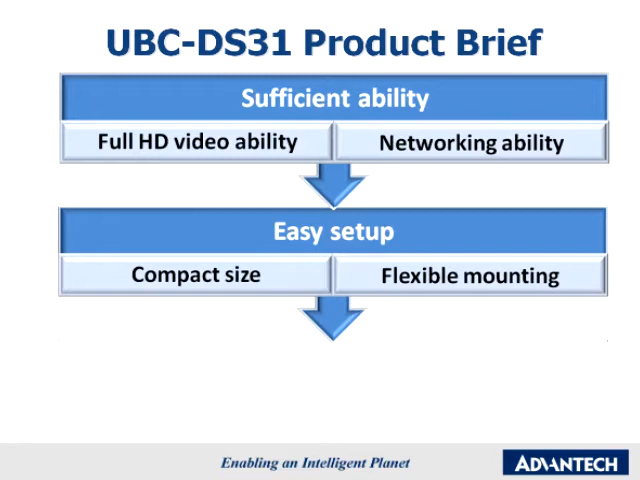 UBC-DS31 Product Brief
Sufficient ability
Full HD video ability
Networking ability
Easy setup
Compact size
Flexible mounting
Enabling an Intelligent Planet
ADVANTECH